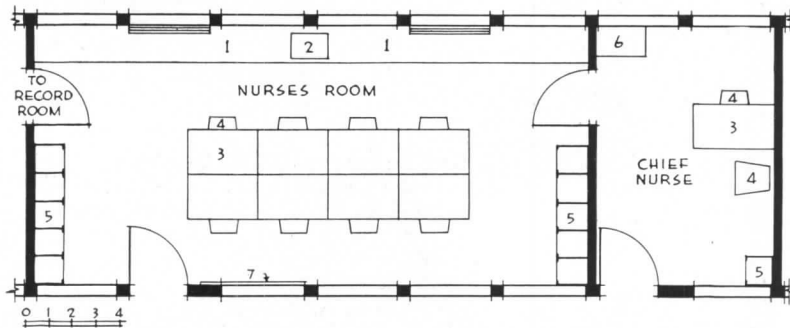 1 2 1 6
TO
RECORD
ROOM
NURSES ROOM
4 4
3 3
CHIEF
NURSE
4
5 5
7 5
0 1 2 3 4